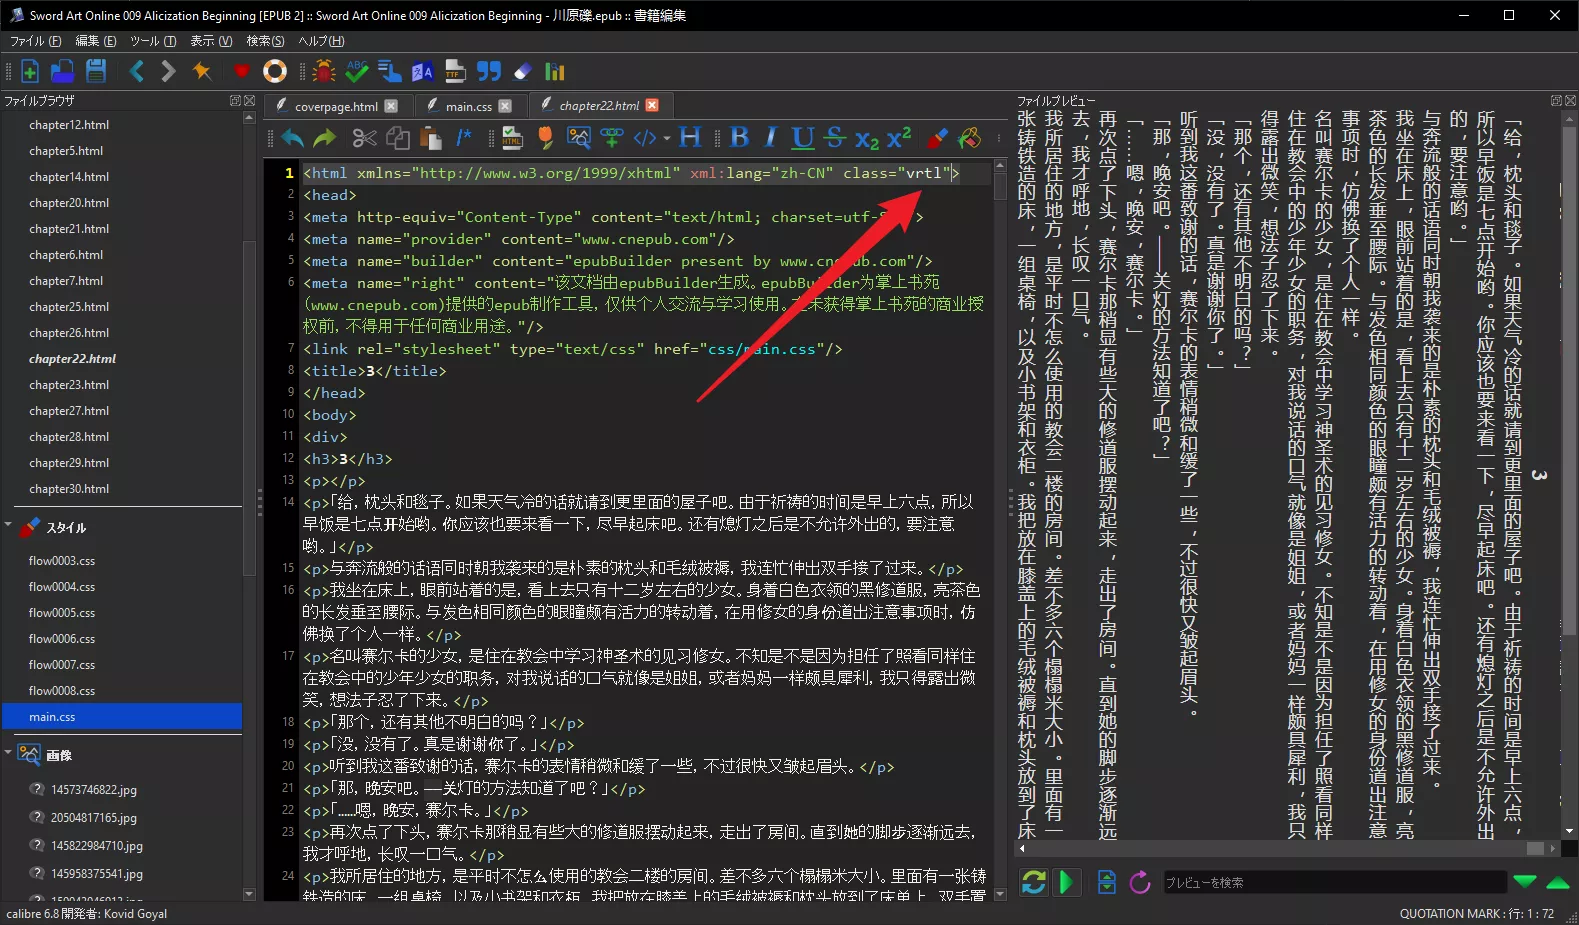 Sword Art Online 009 Alicization Beginning [EPUB 2] :: Sword Art Online 009 Alicization Beginning - 川原礫.epub :: 書籍編集
ファイル (F) 編集 (E) ツール (T) 表示 (V) 検索(S) ヘルプ(H)
ファイルブラウザ
chapter12.html
chapter5.html
chapter14.html
chapter20.html
chapter21.html
chapter6.html
chapter7.html
chapter25.html
chapter26.html
chapter22.html
chapter23.html
chapter27.html
chapter28.html
chapter29.html
chapter30.html
スタイル
flow0003.css
flow0004.css
flow0005.css
flow0006.css
flow0007.css
flow0008.css
main.css
画像
14573746822.jpg
20504817165.jpg
145822984710.jpg
145958375541.jpg
coverpage.html main.css chapter22.html
1 <html xmlns="http://www.w3.org/1999/xhtml" xml:lang="zh-CN" class="vrtl">
2 <head>
3 <meta http-equiv="Content-Type" content="text/html; charset=utf-
4 <meta name="provider" content="www.cnepub.com"/>
5 <meta name="builder" content="epubBuilder present by www.cnepub.com"/>
6 <meta name="right" content="该文档由epubBuilder生成。epubBuilder为掌上书苑
(www.cnepub.com)提供的epub制作工具，仅供个人交流与学习使用。在未获得掌上书苑的商业授
权前，不得用于任何商业用途。"/>
7 <link rel="stylesheet" type="text/css" href="css/main.css"/>
8 <title>3</title>
9 </head>
10 <body>
11 <div>
12 <h3>3</h3>
13 <p></p>
14 <p>「给，枕头和毯子。如果天气冷的话就请到更里面的屋子吧。由于祈祷的时间是早上六点，所以
早饭是七点开始哟。你应该也要来看一下，尽早起床吧。还有熄灯之后是不允许外出的，要注意
哟。」</p>
15 <p>与奔流般的话语同时朝我袭来的是朴素的枕头和毛绒被褥，我连忙伸出双手接了过来。</p>
16 <p>我坐在床上，眼前站着的是，看上去只有十二岁左右的少女。身着白色衣领的黑修道服，亮茶色
的长发垂至腰际。与发色相同颜色的眼瞳颇有活力的转动着，在用修女的身份道出注意事项时，仿
佛换了个人一样。</p>
17 <p>名叫赛尔卡的少女，是住在教会中学习神圣术的见习修女。不知是不是因为担任了照看同样住
在教会中的少年少女的职务，对我说话的口气就像是姐姐，或者妈妈一样颇具犀利，我只得露出微
笑，想法子忍了下来。</p>
18 <p>「那个，还有其他不明白的吗？」</p>
19 <p>「没，没有了。真是谢谢你了。」</p>
20 <p>听到我这番致谢的话，赛尔卡的表情稍微和缓了一些，不过很快又皱起眉头。</p>
21 <p>「那，晚安吧。——关灯的方法知道了吧？」</p>
22 <p>「……嗯，晚安，赛尔卡。」</p>
23 <p>再次点了下头，赛尔卡那稍显有些大的修道服摆动起来，走出了房间。直到她的脚步逐渐远去，
我才呼地，长叹一口气。</p>
24 <p>我所居住的地方，是平时不怎么使用的教会二楼的房间。差不多六个榻榻米大小。里面有一张铸
铁造的床，一组桌椅，以及小书架和衣柜。我把放在膝盖上的毛绒被褥和枕头放到了床单上，双手置
ファイルプレビュー
3
「给，枕头和毯子。如果天气冷的话就请到更里面的屋子吧。由于祈祷的时间是早上六点，
所以早饭是七点开始哟。你应该也要来看一下，尽早起床吧。还有熄灯之后是不允许外出
的，要注意哟。」
与奔流般的话语同时朝我袭来的是朴素的枕头和毛绒被褥，我连忙伸出双手接了过来。
我坐在床上，眼前站着的是，看上去只有十二岁左右的少女。身着白色衣领的黑修道服，亮
茶色的长发垂至腰际。与发色相同颜色的眼瞳颇有活力的转动着，在用修女的身份道出注意
事项时，仿佛换了个人一样。
名叫赛尔卡的少女，是住在教会中学习神圣术的见习修女。不知是不是因为担任了照看同样
住在教会中的少年少女的职务，对我说话的口气就像是姐姐，或者妈妈一样颇具犀利，我只
得露出微笑，想法子忍了下来。
「那个，还有其他不明白的吗？」
「没，没有了。真是谢谢你了。」
听到我这番致谢的话，赛尔卡的表情稍微和缓了一些，不过很快又皱起眉头。
「那，晚安吧。——关灯的方法知道了吧？」
「……嗯，晚安，赛尔卡。」
再次点了下头，赛尔卡那稍显有些大的修道服摆动起来，走出了房间。直到她的脚步逐渐远
去，我才呼地，长叹一口气。
我所居住的地方，是平时不怎么使用的教会二楼的房间。差不多六个榻榻米大小。里面有一
张铸铁造的床，一组桌椅，以及小书架和衣柜。我把放在膝盖上的毛绒被褥和枕头放到了床
プレビューを検索
calibre 6.8 開発者: Kovid Goyal
QUOTATION MARK : 行: 1 : 72